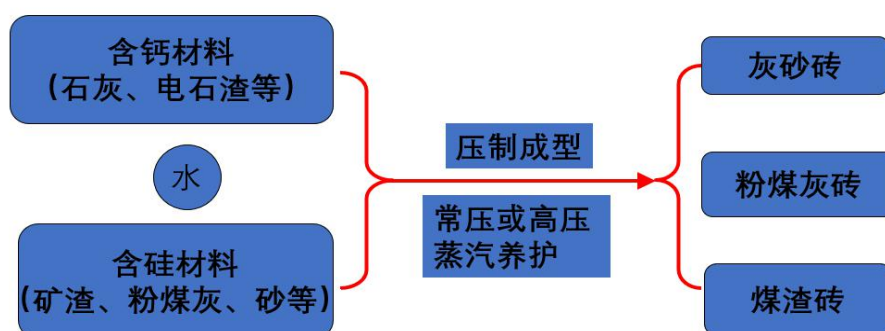 含钙材料
(石灰、电石渣等)
水
含硅材料
(矿渣、粉煤灰、砂等)
压制成型
常压或高压
蒸汽养护
灰砂砖
粉煤灰砖
煤渣砖